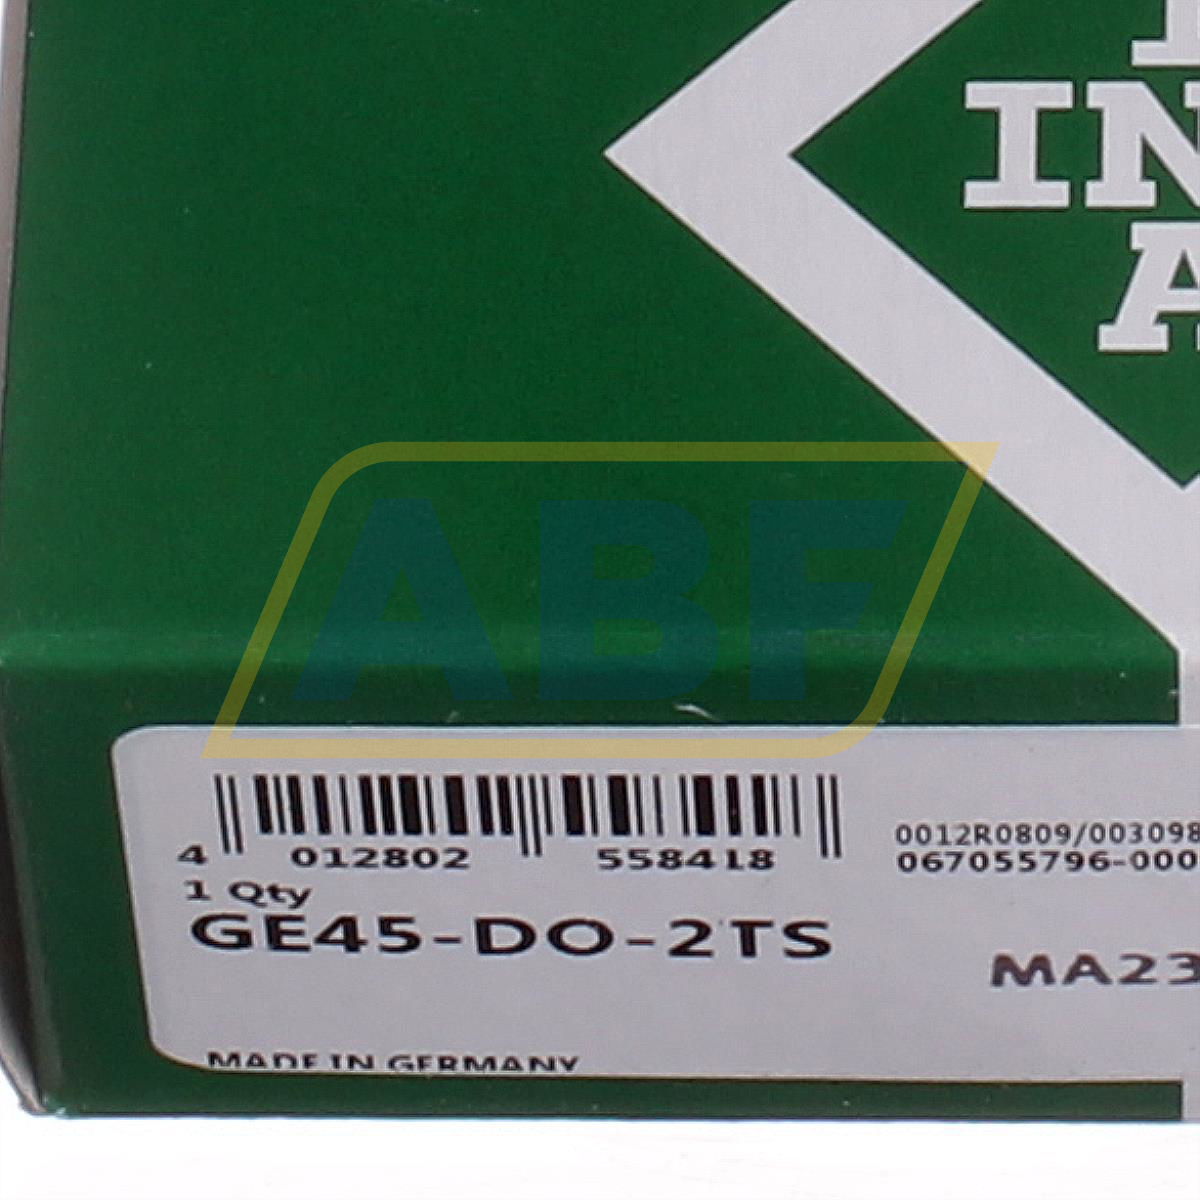 IN
A
ABF
4 012802 558418
1 Qty
GE45-DO-2TS
0012R0809/003098
067055796-000
MA23
MADE IN GERMANY